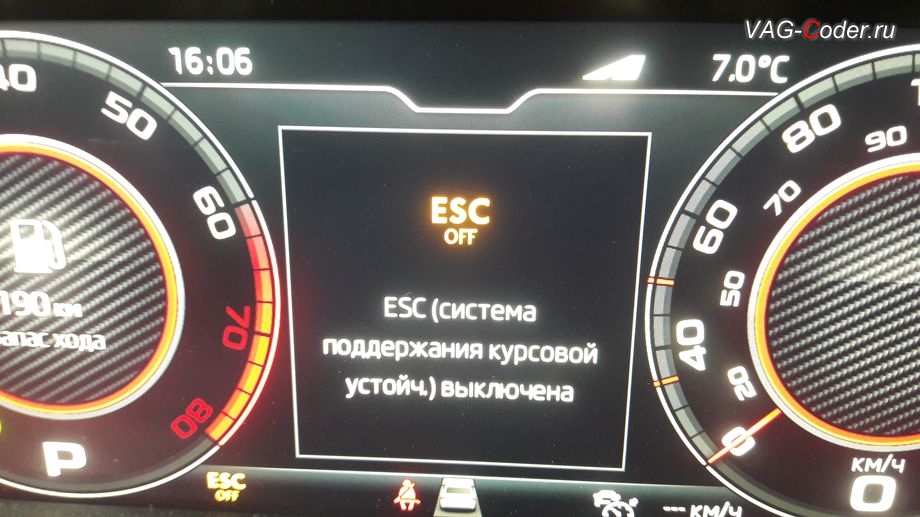 VAG-Coder.ru
16:06
7.0°C
50
60
70
80
190 км
запас хода
P
ESC
OFF
ESC (система
поддержания курсовой
устойч.) выключена
ESC
OFF
80
60
40
20
0
90
70
50
км/ч
0
--- км/ч